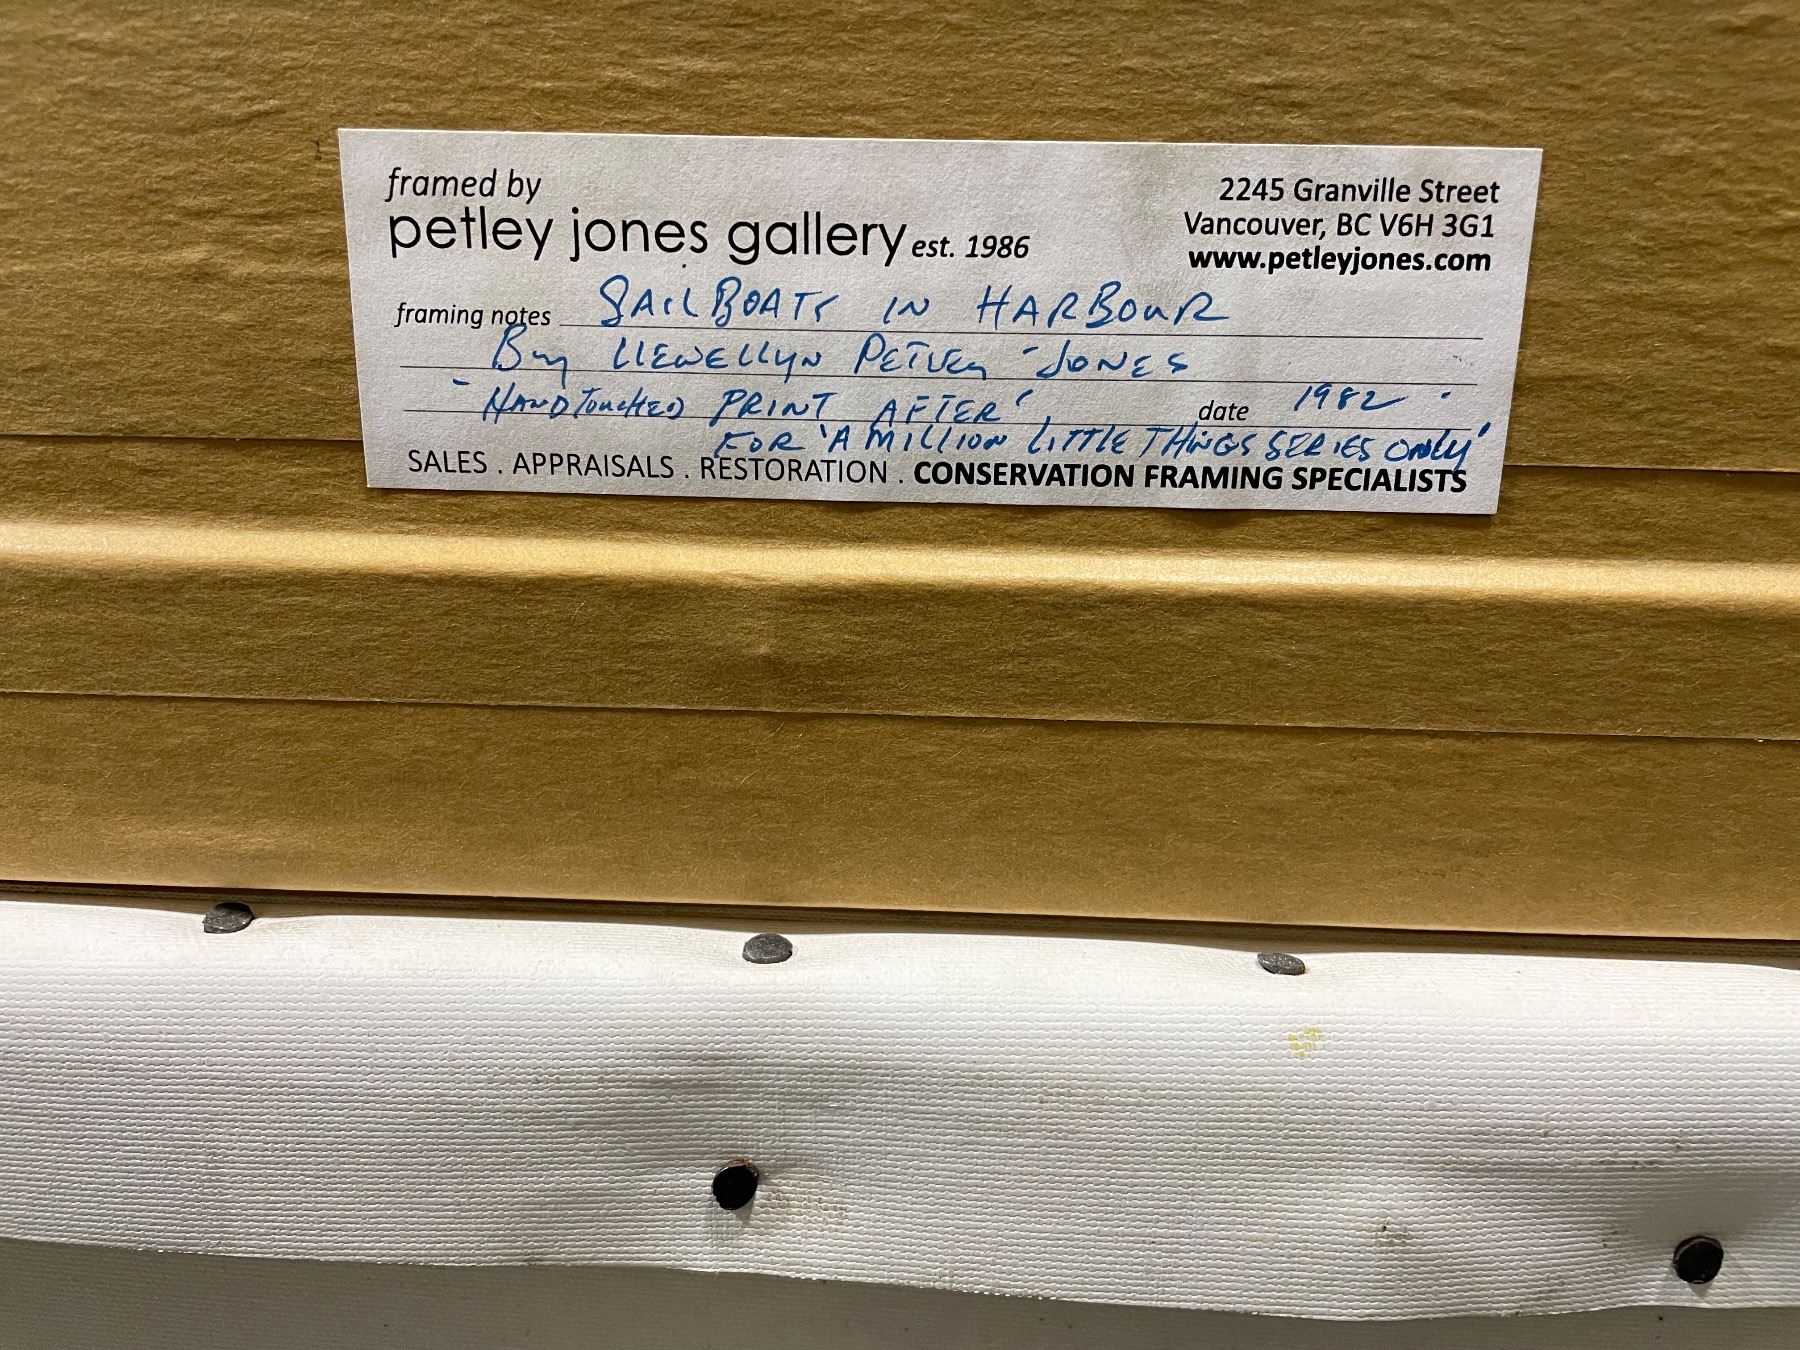 framed by
petley jones gallery est. 1986
2245 Granville Street
Vancouver, BC V6H 3G1
www.petleyjones.com
framing notes SAILBOATS IN HARBOUR
By LLEWELLYN PETLEY-JONES
"HANDTOUCHED PRINT AFTER", date 1982
FOR 'A MILLION LITTLE THINGS SERIES ONLY'
SALES . APPRAISALS . RESTORATION . CONSERVATION FRAMING SPECIALISTS